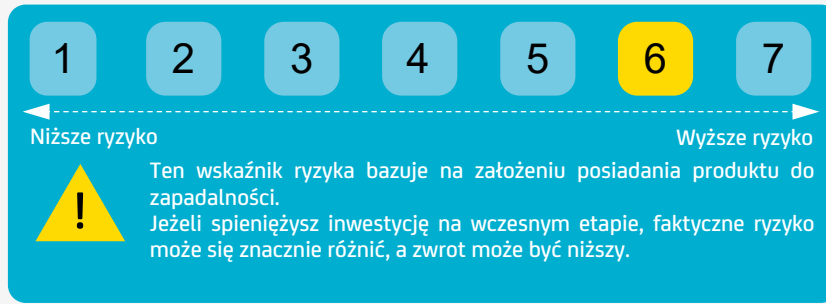 1 2 3 4 5 6 7
Niższe ryzyko Wyższe ryzyko
!
Ten wskaźnik ryzyka bazuje na założeniu posiadania produktu do
zapadalności.
Jeżeli spieniężysz inwestycję na wczesnym etapie, faktyczne ryzyko
może się znacznie różnić, a zwrot może być niższy.